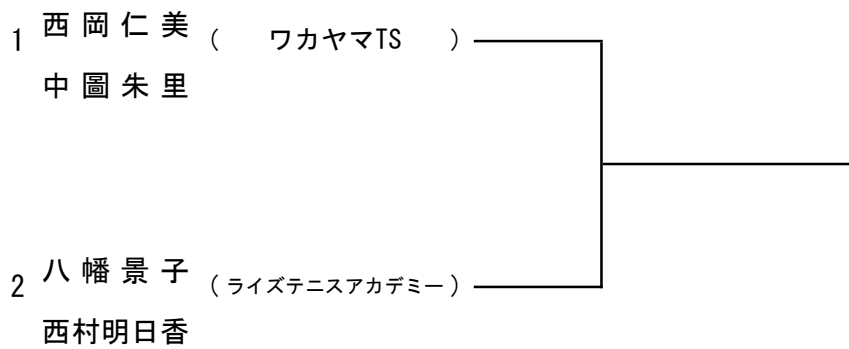 1 西 岡 仁 美 ( ワカヤマTS )
中 圖 朱 里
2 八 幡 景 子 ( ライズテニスアカデミー )
西村明日香